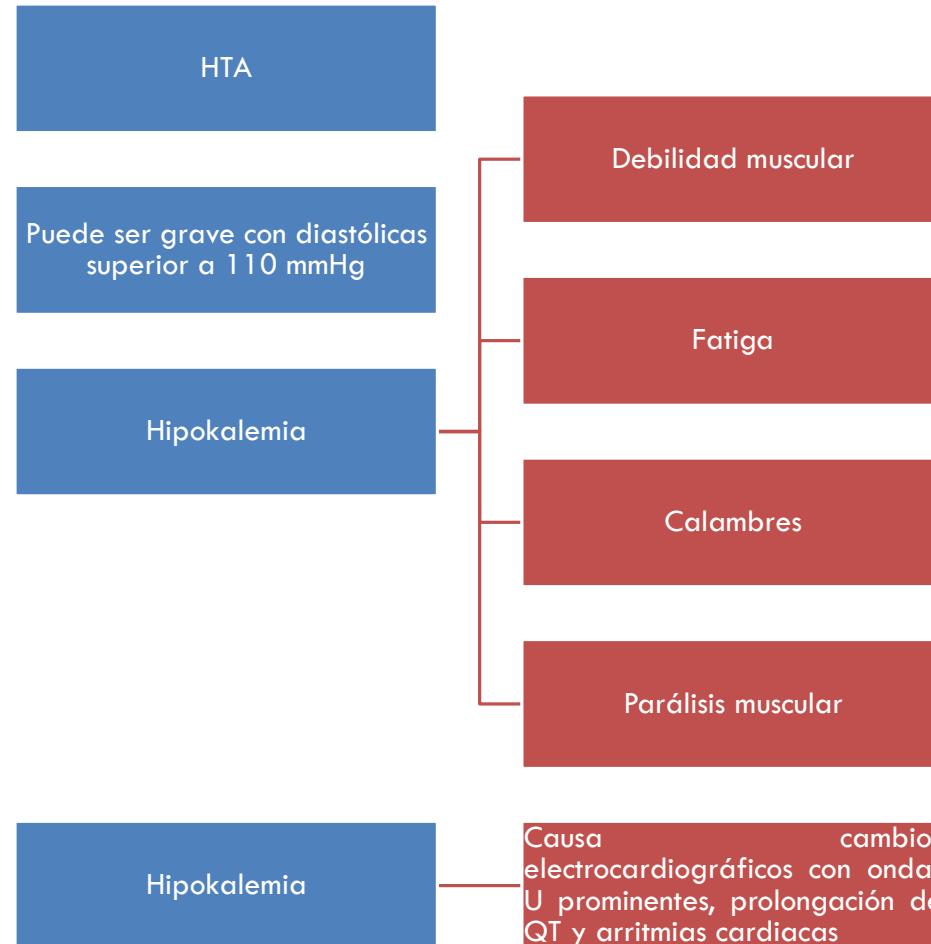 HTA
Puede ser grave con diastólicas
superior a 110 mmHg
Hipokalemia
Debilidad muscular
Fatiga
Calambres
Parálisis muscular
Hipokalemia
Causa cambio
electrocardiográficos con onda
U prominentes, prolongación de
QT y arritmias cardiacas